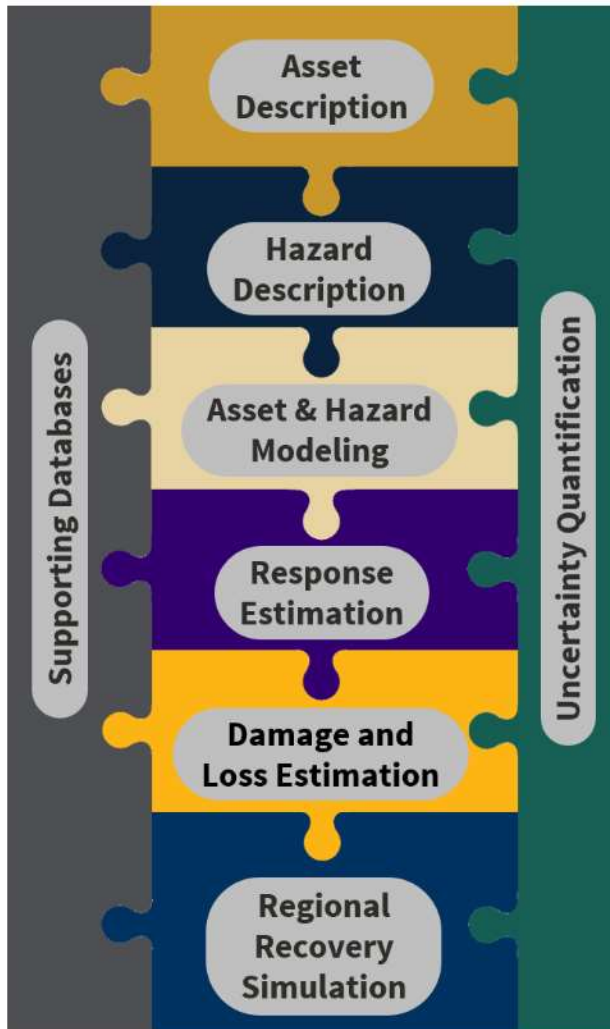 Asset
Description
Hazard
Description
Asset & Hazard
Modeling
Response
Estimation
Damage and
Loss Estimation
Regional
Recovery
Simulation
Supporting Databases
Uncertainty Quantification